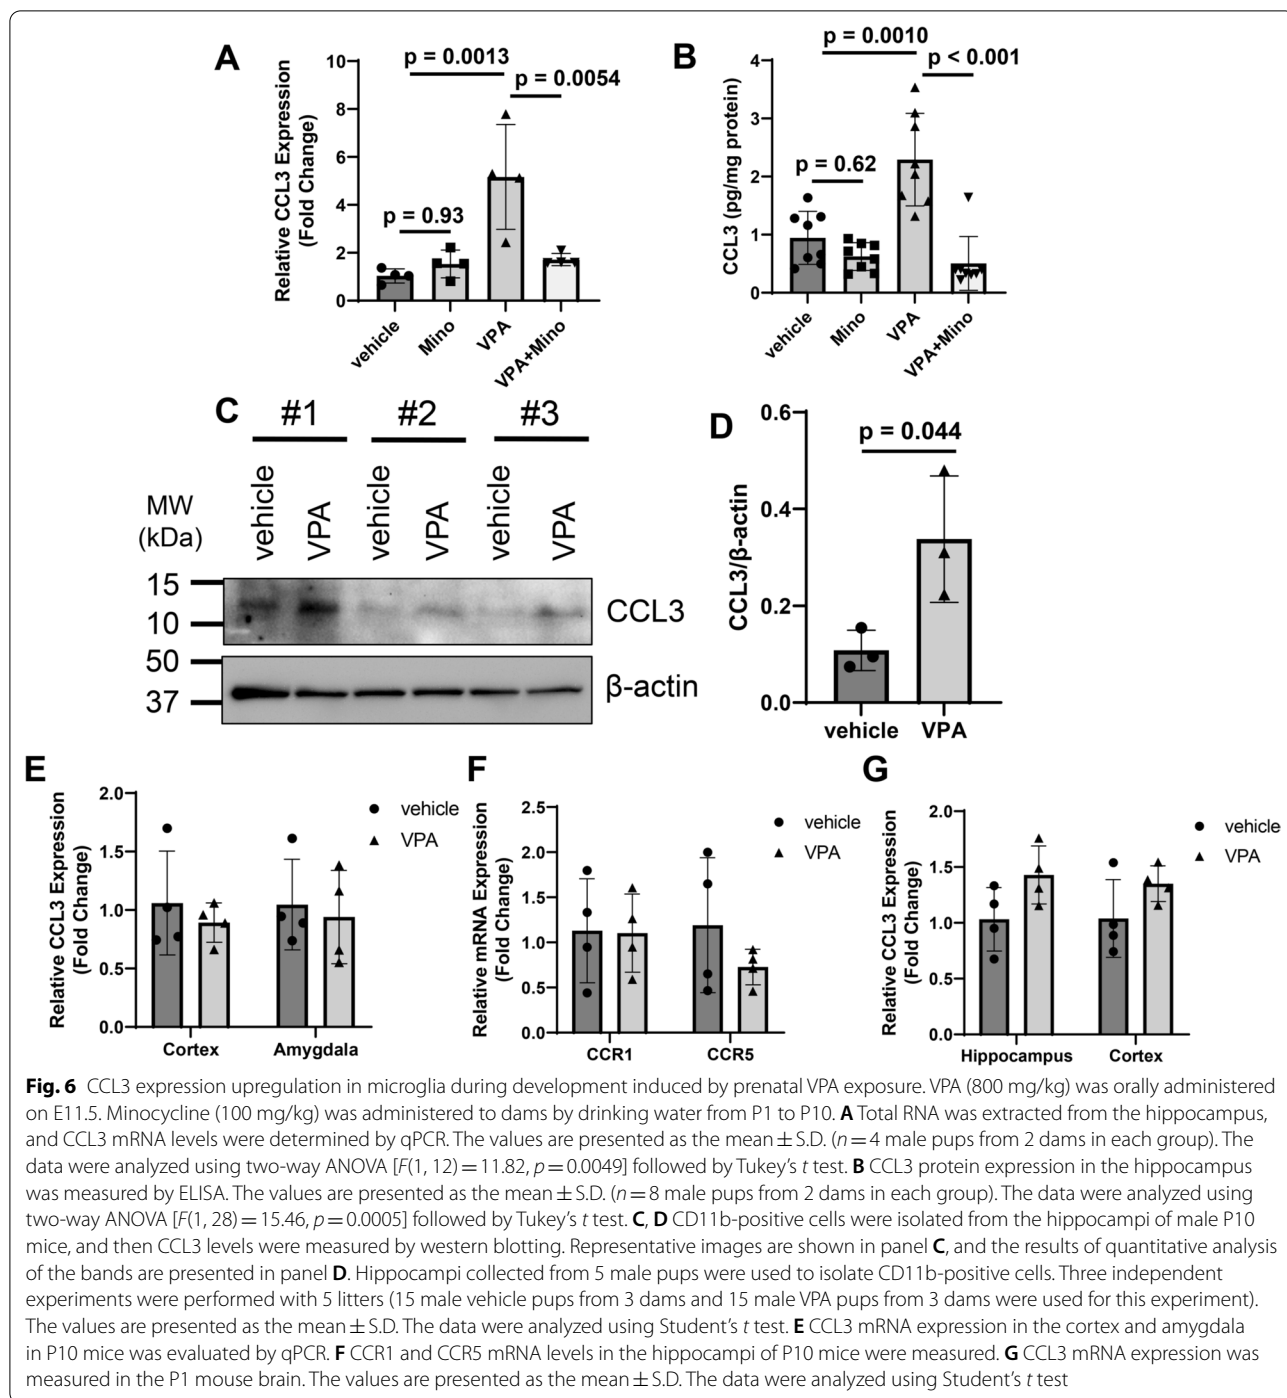 A
p = 0.0013
p = 0.0054
p = 0.93
Relative CCL3 Expression
(Fold Change)
10
8
6
4
2
0
vehicle
Mino
VPA
VPA+Mino
B
p = 0.0010
p < 0.001
p = 0.62
CCL3 (pg/mg protein)
4
3
2
1
0
vehicle
Mino
VPA
VPA+Mino
C
#1
#2
#3
MW
(kDa)
vehicle
VPA
vehicle
VPA
vehicle
VPA
15
10
CCL3
50
37
β-actin
D
p = 0.044
CCL3/β-actin
0.6
0.4
0.2
0.0
vehicle
VPA
E
Relative CCL3 Expression
(Fold Change)
2.0
1.5
1.0
0.5
0.0
vehicle
VPA
Cortex
Amygdala
F
Relative mRNA Expression
(Fold Change)
2.5
2.0
1.5
1.0
0.5
0.0
vehicle
VPA
CCR1
CCR5
G
Relative CCL3 Expression
(Fold Change)
2.0
1.5
1.0
0.5
0.0
vehicle
VPA
Hippocampus
Cortex
Fig. 6 CCL3 expression upregulation in microglia during development induced by prenatal VPA exposure. VPA (800 mg/kg) was orally administered
on E11.5. Minocycline (100 mg/kg) was administered to dams by drinking water from P1 to P10. A Total RNA was extracted from the hippocampus,
and CCL3 mRNA levels were determined by qPCR. The values are presented as the mean ± S.D. (n = 4 male pups from 2 dams in each group). The
data were analyzed using two-way ANOVA [F(1, 12) = 11.82, p = 0.0049] followed by Tukey's t test. B CCL3 protein expression in the hippocampus
was measured by ELISA. The values are presented as the mean ± S.D. (n = 8 male pups from 2 dams in each group). The data were analyzed using
two-way ANOVA [F(1, 28) = 15.46, p = 0.0005] followed by Tukey's t test. C, D CD11b-positive cells were isolated from the hippocampi of male P10
mice, and then CCL3 levels were measured by western blotting. Representative images are shown in panel C, and the results of quantitative analysis
of the bands are presented in panel D. Hippocampi collected from 5 male pups were used to isolate CD11b-positive cells. Three independent
experiments were performed with 5 litters (15 male vehicle pups from 3 dams and 15 male VPA pups from 3 dams were used for this experiment).
The values are presented as the mean ± S.D. The data were analyzed using Student's t test. E CCL3 mRNA expression in the cortex and amygdala
in P10 mice was evaluated by qPCR. F CCR1 and CCR5 mRNA levels in the hippocampi of P10 mice were measured. G CCL3 mRNA expression was
measured in the P1 mouse brain. The values are presented as the mean ± S.D. The data were analyzed using Student's t test